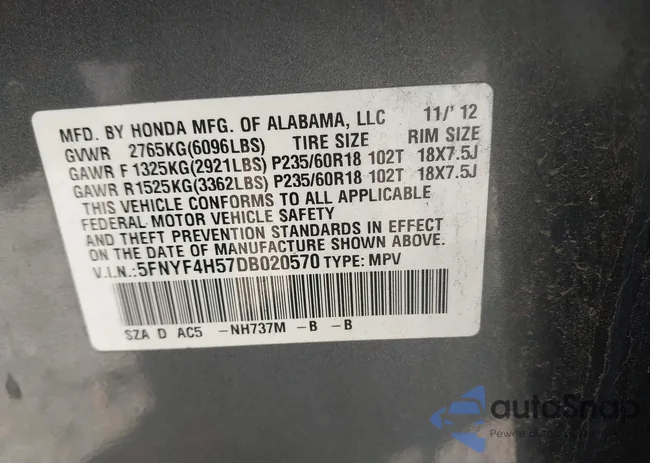 MFD. BY HONDA MFG. OF ALABAMA, LLC 11/' 12
GVWR 2765KG(6096LBS) TIRE SIZE RIM SIZE
GAWR F 1325KG(2921LBS) P235/60R18 102T 18X7.5J
GAWR R1525KG(3362LBS) P235/60R18 102T 18X7.5J
THIS VEHICLE CONFORMS TO ALL APPLICABLE
FEDERAL MOTOR VEHICLE SAFETY
AND THEFT PREVENTION STANDARDS IN EFFECT
ON THE DATE OF MANUFACTURE SHOWN ABOVE.
V.I.N.:5FNYF4H57DB020570 TYPE: MPV
SZA D AC5 -NH737M -B -B
autoSnap